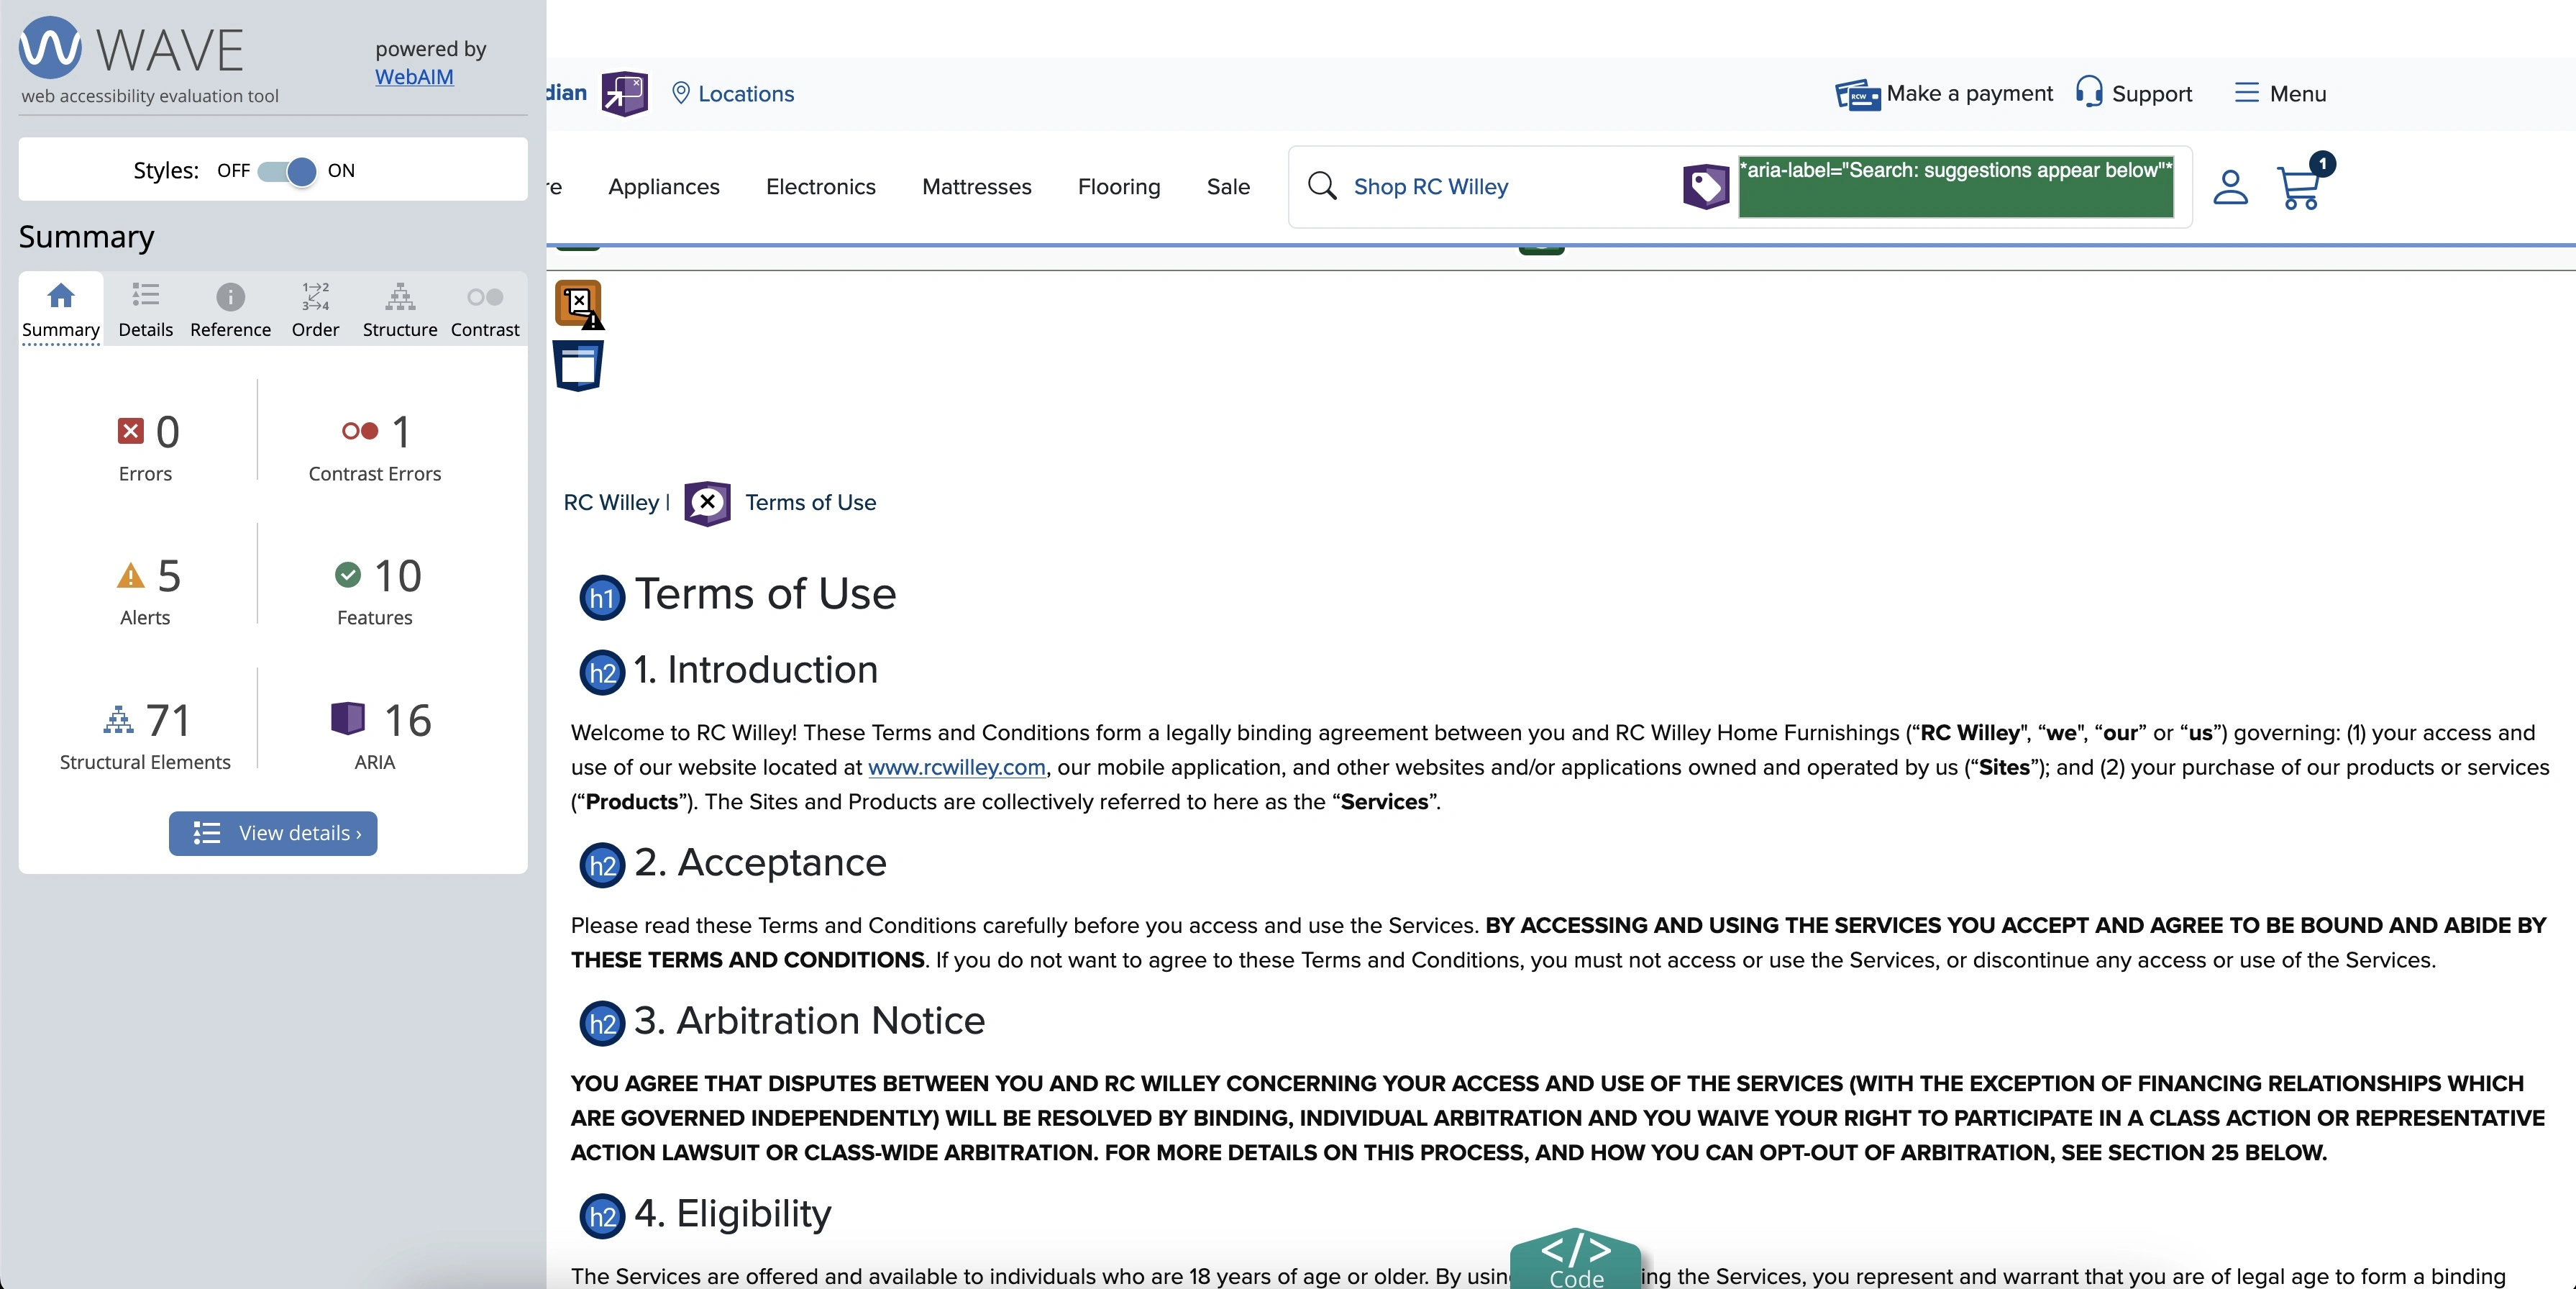 WAVE
powered by
WebAIM
web accessibility evaluation tool
Styles: OFF ON
Summary
Summary Details Reference Order Structure Contrast
0
Errors
1
Contrast Errors
5
Alerts
10
Features
71
Structural Elements
16
ARIA
View details ›
dian Locations Make a payment Support Menu
re Appliances Electronics Mattresses Flooring Sale Shop RC Willey *aria-label="Search: suggestions appear below"* 1
RC Willey | Terms of Use
h1 Terms of Use
h2 1. Introduction
Welcome to RC Willey! These Terms and Conditions form a legally binding agreement between you and RC Willey Home Furnishings (“RC Willey", “we", “our” or “us”) governing: (1) your access and
use of our website located at www.rcwilley.com, our mobile application, and other websites and/or applications owned and operated by us (“Sites”); and (2) your purchase of our products or services
(“Products”). The Sites and Products are collectively referred to here as the “Services”.
h2 2. Acceptance
Please read these Terms and Conditions carefully before you access and use the Services. BY ACCESSING AND USING THE SERVICES YOU ACCEPT AND AGREE TO BE BOUND AND ABIDE BY
THESE TERMS AND CONDITIONS. If you do not want to agree to these Terms and Conditions, you must not access or use the Services, or discontinue any access or use of the Services.
h2 3. Arbitration Notice
YOU AGREE THAT DISPUTES BETWEEN YOU AND RC WILLEY CONCERNING YOUR ACCESS AND USE OF THE SERVICES (WITH THE EXCEPTION OF FINANCING RELATIONSHIPS WHICH
ARE GOVERNED INDEPENDENTLY) WILL BE RESOLVED BY BINDING, INDIVIDUAL ARBITRATION AND YOU WAIVE YOUR RIGHT TO PARTICIPATE IN A CLASS ACTION OR REPRESENTATIVE
ACTION LAWSUIT OR CLASS-WIDE ARBITRATION. FOR MORE DETAILS ON THIS PROCESS, AND HOW YOU CAN OPT-OUT OF ARBITRATION, SEE SECTION 25 BELOW.
h2 4. Eligibility
The Services are offered and available to individuals who are 18 years of age or older. By usin </> Code ing the Services, you represent and warrant that you are of legal age to form a binding